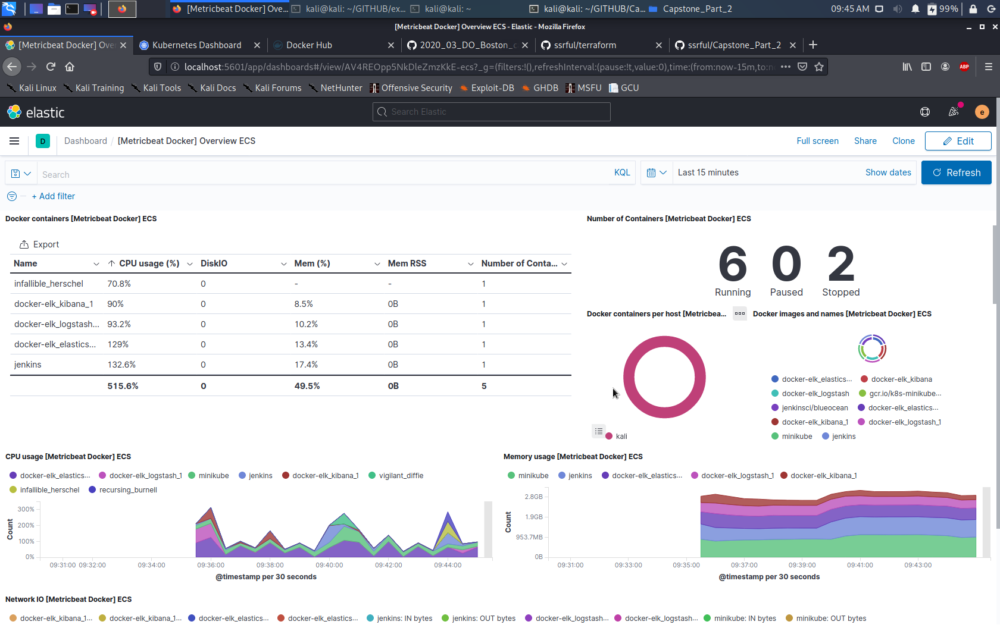 [Metricbeat Docker] Ove... kali@kali: ~/GITHUB/ex... kali@kali: ~ kali@kali: ~/GITHUB/Ca... Capstone_Part_2 09:45 AM 99%
[Metricbeat Docker] Overview ECS - Elastic - Mozilla Firefox
[Metricbeat Docker] Ove Kubernetes Dashboard Docker Hub 2020_03_DO_Boston_c ssrful/terraform ssrful/Capstone_Part_2
localhost:5601/app/dashboards#/view/AV4REOpp5NkDleZmzKkE-ecs?_g=(filters:!(),refreshInterval:(pause:!t,value:0),time:(from:now-15m,to:n ABP
Kali Linux Kali Training Kali Tools Kali Docs Kali Forums NetHunter Offensive Security Exploit-DB GHDB MSFU GCU
elastic Search Elastic e
D Dashboard / [Metricbeat Docker] Overview ECS Full screen Share Clone Edit
Search KQL Last 15 minutes Show dates Refresh
+ Add filter
Docker containers [Metricbeat Docker] ECS
Export
Name CPU usage (%) DiskIO Mem (%) Mem RSS Number of Conta...
infallible_herschel 70.8% 0 - - 1
docker-elk_kibana_1 90% 0 8.5% 0B 1
docker-elk_logstash... 93.2% 0 10.2% 0B 1
docker-elk_elastics... 129% 0 13.4% 0B 1
jenkins 132.6% 0 17.4% 0B 1
515.6% 0 49.5% 0B 5
Number of Containers [Metricbeat Docker] ECS
6 0 2
Running Paused Stopped
Docker containers per host [Metricbea...
kali
Docker images and names [Metricbeat Docker] ECS
docker-elk_elastics... docker-elk_kibana
docker-elk_logstash gcr.io/k8s-minikube...
jenkinsci/blueocean docker-elk_elastics...
docker-elk_kibana_1 docker-elk_logstash_1
minikube jenkins
CPU usage [Metricbeat Docker] ECS
docker-elk_elastics... docker-elk_logstash_1 minikube jenkins docker-elk_kibana_1 vigilant_diffie
infallible_herschel recursing_burnell
300%
200%
100%
0%
Count
09:31:00 09:32:00 09:34:00 09:36:00 09:38:00 09:40:00 09:42:00 09:44:00
@timestamp per 30 seconds
Memory usage [Metricbeat Docker] ECS
minikube jenkins docker-elk_elastics... docker-elk_logstash_1 docker-elk_kibana_1
2.8GB
1.9GB
953.7MB
0B
Count
09:31:00 09:33:00 09:35:00 09:37:00 09:39:00 09:41:00 09:43:00
@timestamp per 30 seconds
Network IO [Metricbeat Docker] ECS
docker-elk_kibana_1... docker-elk_kibana_1... docker-elk_elastics... docker-elk_elastics... jenkins: IN bytes jenkins: OUT bytes docker-elk_logstash... docker-elk_logstash... minikube: IN bytes minikube: OUT bytes